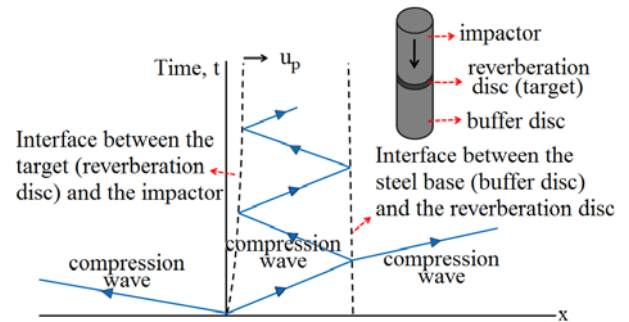 Time, t
u_p
impactor
reverberation
disc (target)
buffer disc
Interface between the
target (reverberation
disc) and the impactor
Interface between the
steel base (buffer disc)
and the reverberation disc
compression
wave
compression
wave
compression
wave
x